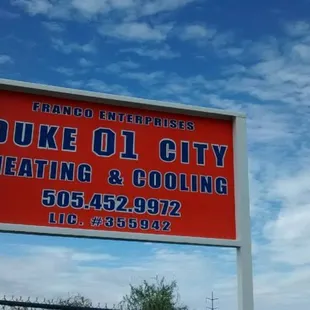 FRANCO ENTERPRISES
DUKE 01 CITY
HEATING & COOLING
505.452.9972
LIC. #355942